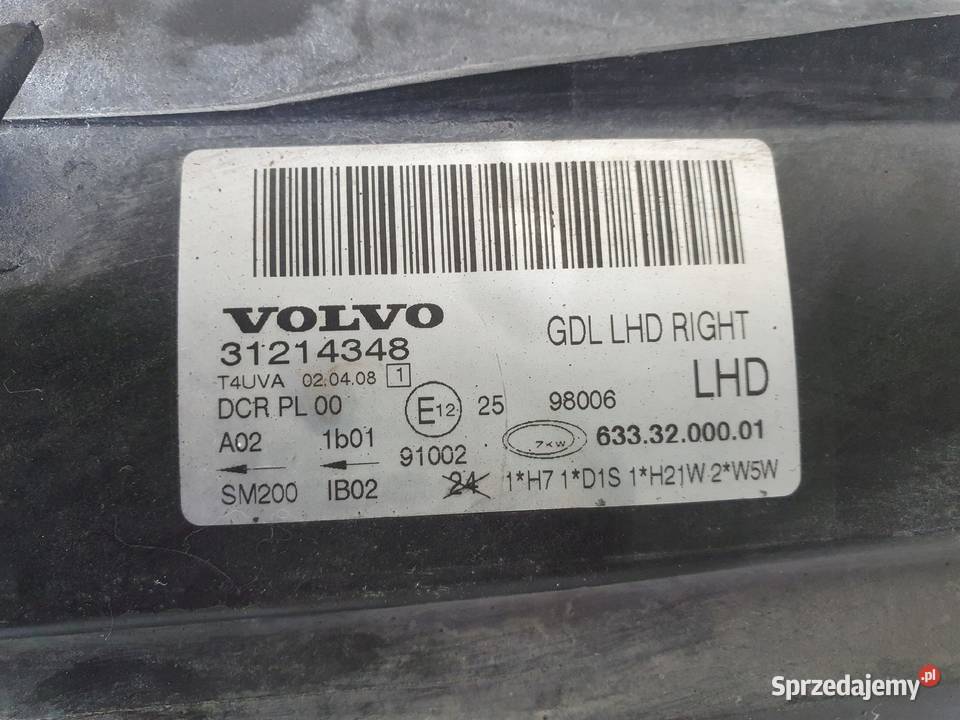 VOLVO
31214348
GDL LHD RIGHT
T4UVA 02.04.08 1
LHD
DCR PL 00
E12 25 98006
A02 1b01
91002
ZKW 633.32.000.01
SM200 IB02
24 1*H7 1*D1S 1*H21W 2*W5W
Sprzedajemy.pl